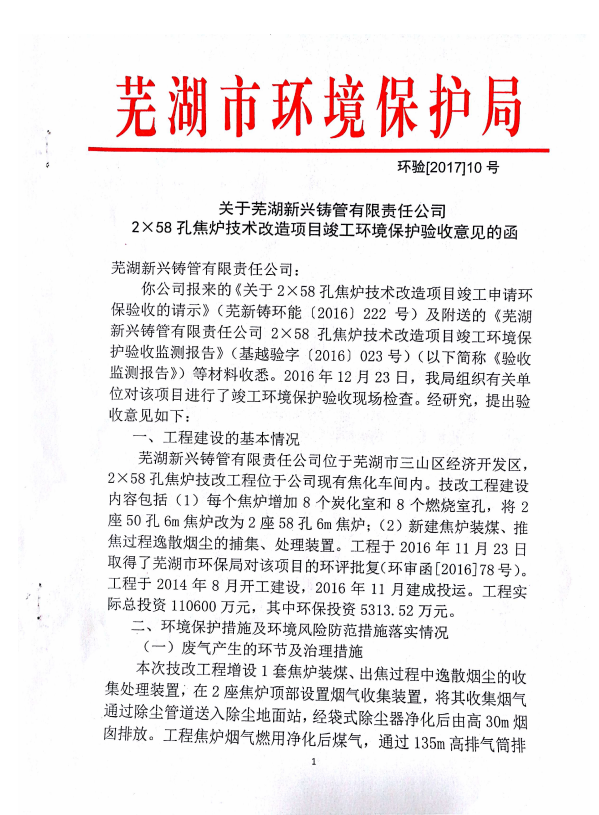 芜湖市环境保护局
环验[2017]10 号
关于芜湖新兴铸管有限责任公司
2×58 孔焦炉技术改造项目竣工环境保护验收意见的函
芜湖新兴铸管有限责任公司：
你公司报来的《关于 2×58 孔焦炉技术改造项目竣工申请环
保验收的请示》（芜新铸环能〔2016〕222 号）及附送的《芜湖
新兴铸管有限责任公司 2×58 孔焦炉技术改造项目竣工环境保
护验收监测报告》（基越验字〔2016〕023 号）（以下简称《验收
监测报告》）等材料收悉。2016 年 12 月 23 日，我局组织有关单
位对该项目进行了竣工环境保护验收现场检查。经研究，提出验
收意见如下：
一、工程建设的基本情况
芜湖新兴铸管有限责任公司位于芜湖市三山区经济开发区，
2×58 孔焦炉技改工程位于公司现有焦化车间内。技改工程建设
内容包括（1）每个焦炉增加 8 个炭化室和 8 个燃烧室孔，将 2
座 50 孔 6m 焦炉改为 2 座 58 孔 6m 焦炉；（2）新建焦炉装煤、推
焦过程逸散烟尘的捕集、处理装置。工程于 2016 年 11 月 23 日
取得了芜湖市环保局对该项目的环评批复（环审函[2016]78 号）。
工程于 2014 年 8 月开工建设，2016 年 11 月建成投运。工程实
际总投资 110600 万元，其中环保投资 5313.52 万元。
二、环境保护措施及环境风险防范措施落实情况
（一）废气产生的环节及治理措施
本次技改工程增设 1 套焦炉装煤、出焦过程中逸散烟尘的收
集处理装置，在 2 座焦炉顶部设置烟气收集装置，将其收集烟气
通过除尘管道送入除尘地面站，经袋式除尘器净化后由高 30m 烟
囱排放。工程焦炉烟气燃用净化后煤气，通过 135m 高排气筒排
1